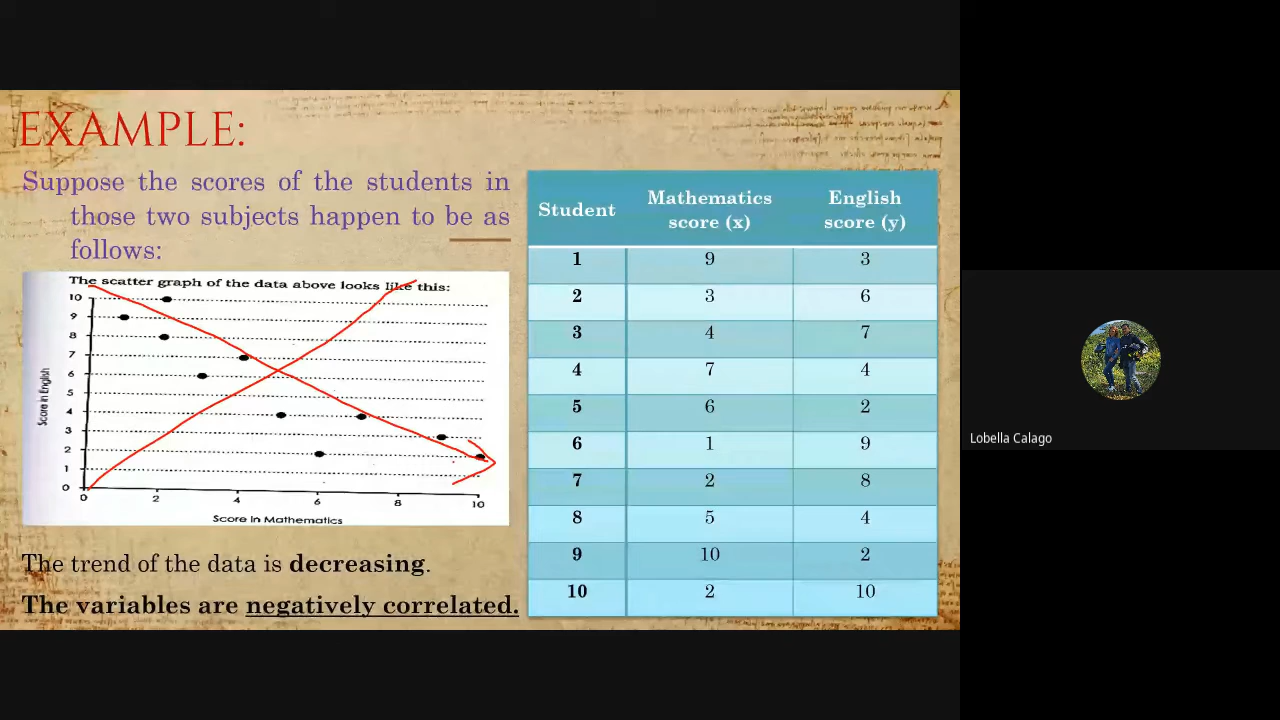 EXAMPLE:
Suppose the scores of the students in
those two subjects happen to be as
follows:
The scatter graph of the data above looks like this:
10
9
8
7
6
5
4
3
2
1
0
Score in English
0 2 4 6 8 10
Score in Mathematics
The trend of the data is decreasing.
The variables are negatively correlated.
Student Mathematics score (x) English score (y)
1 9 3
2 3 6
3 4 7
4 7 4
5 6 2
6 1 9
7 2 8
8 5 4
9 10 2
10 2 10
Lobella Calago